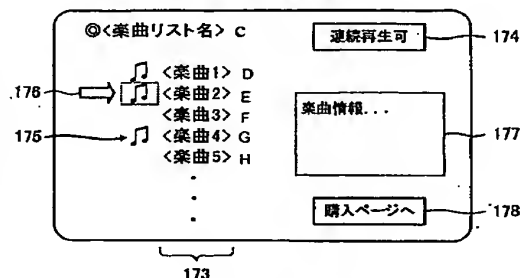 ◎<楽曲リスト名> C
連続再生可
174
<楽曲1> D
176
<楽曲2> E
<楽曲3> F
楽曲情報...
175
<楽曲4> G
177
<楽曲5> H
購入ページへ
178
173